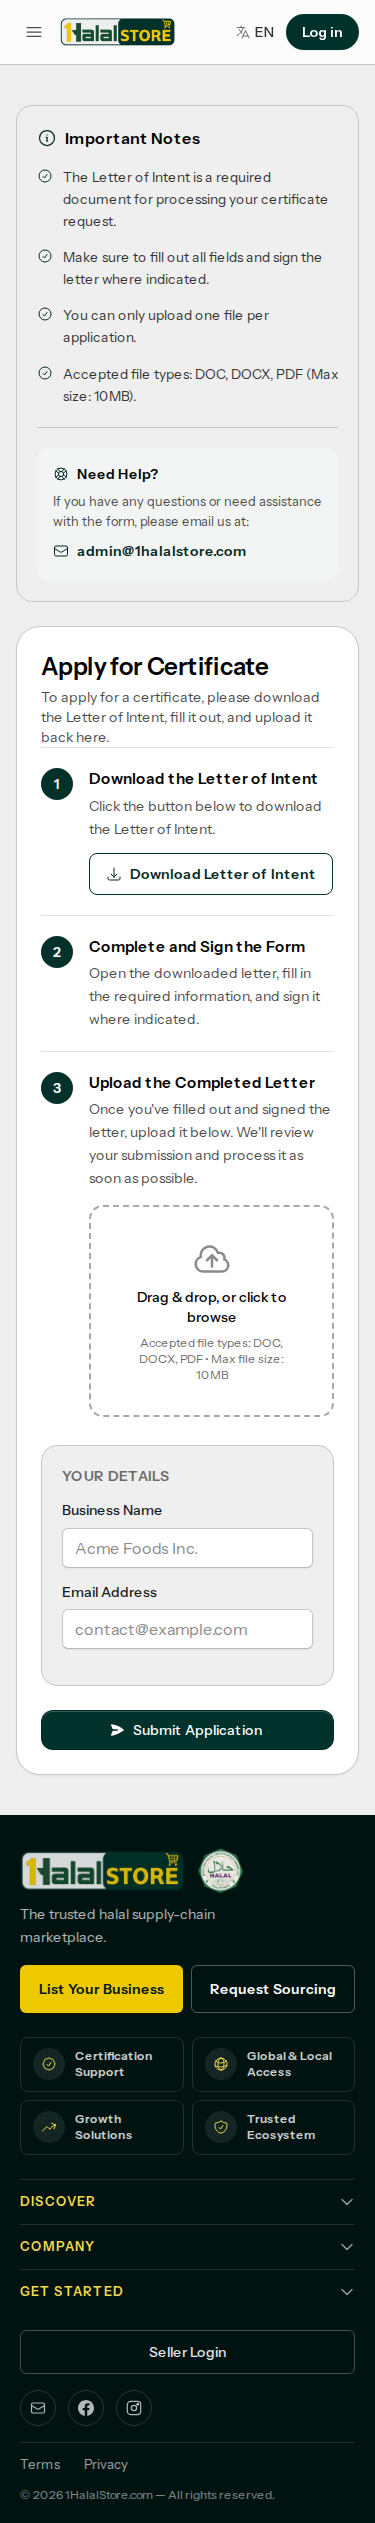 1HalalSTORE
EN
Log in
Important Notes
The Letter of Intent is a required
document for processing your certificate
request.
Make sure to fill out all fields and sign the
letter where indicated.
You can only upload one file per
application.
Accepted file types: DOC, DOCX, PDF (Max
size: 10MB).
Need Help?
If you have any questions or need assistance
with the form, please email us at:
admin@1halalstore.com
Apply for Certificate
To apply for a certificate, please download
the Letter of Intent, fill it out, and upload it
back here.
1
Download the Letter of Intent
Click the button below to download
the Letter of Intent.
Download Letter of Intent
2
Complete and Sign the Form
Open the downloaded letter, fill in
the required information, and sign it
where indicated.
3
Upload the Completed Letter
Once you've filled out and signed the
letter, upload it below. We'll review
your submission and process it as
soon as possible.
Drag & drop, or click to
browse
Accepted file types: DOC,
DOCX, PDF • Max file size:
10MB
YOUR DETAILS
Business Name
Acme Foods Inc.
Email Address
contact@example.com
Submit Application
1HalalSTORE
حلال
HALAL
The trusted halal supply-chain
marketplace.
List Your Business
Request Sourcing
Certification
Support
Global & Local
Access
Growth
Solutions
Trusted
Ecosystem
DISCOVER
COMPANY
GET STARTED
Seller Login
Terms
Privacy
© 2026 1HalalStore.com — All rights reserved.